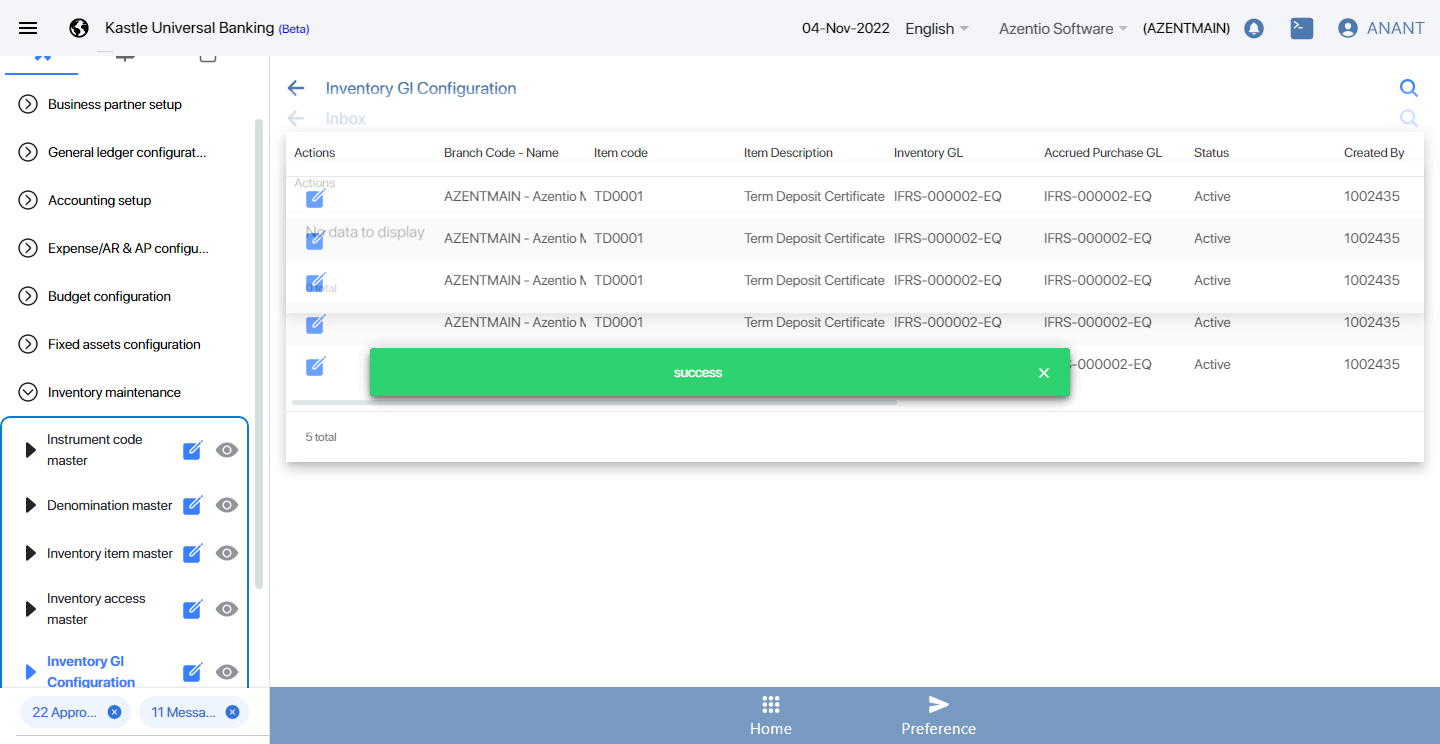 Kastle Universal Banking (Beta)
04-Nov-2022 English Azentio Software (AZENTMAIN) ANANT
Business partner setup
General ledger configurat...
Accounting setup
Expense/AR & AP configu...
Budget configuration
Fixed assets configuration
Inventory maintenance
Instrument code
master
Denomination master
Inventory item master
Inventory access
master
Inventory GI
Configuration
22 Appro...
11 Messa...
Inventory GI Configuration
Inbox
Actions Branch Code - Name Item code Item Description Inventory GL Accrued Purchase GL Status Created By
Actions
AZENTMAIN - Azentio M TD0001 Term Deposit Certificate IFRS-000002-EQ IFRS-000002-EQ Active 1002435
No data to display
AZENTMAIN - Azentio M TD0001 Term Deposit Certificate IFRS-000002-EQ IFRS-000002-EQ Active 1002435
AZENTMAIN - Azentio M TD0001 Term Deposit Certificate IFRS-000002-EQ IFRS-000002-EQ Active 1002435
0 total
AZENTMAIN - Azentio M TD0001 Term Deposit Certificate IFRS-000002-EQ IFRS-000002-EQ Active 1002435
-000002-EQ Active 1002435
success
5 total
Home
Preference